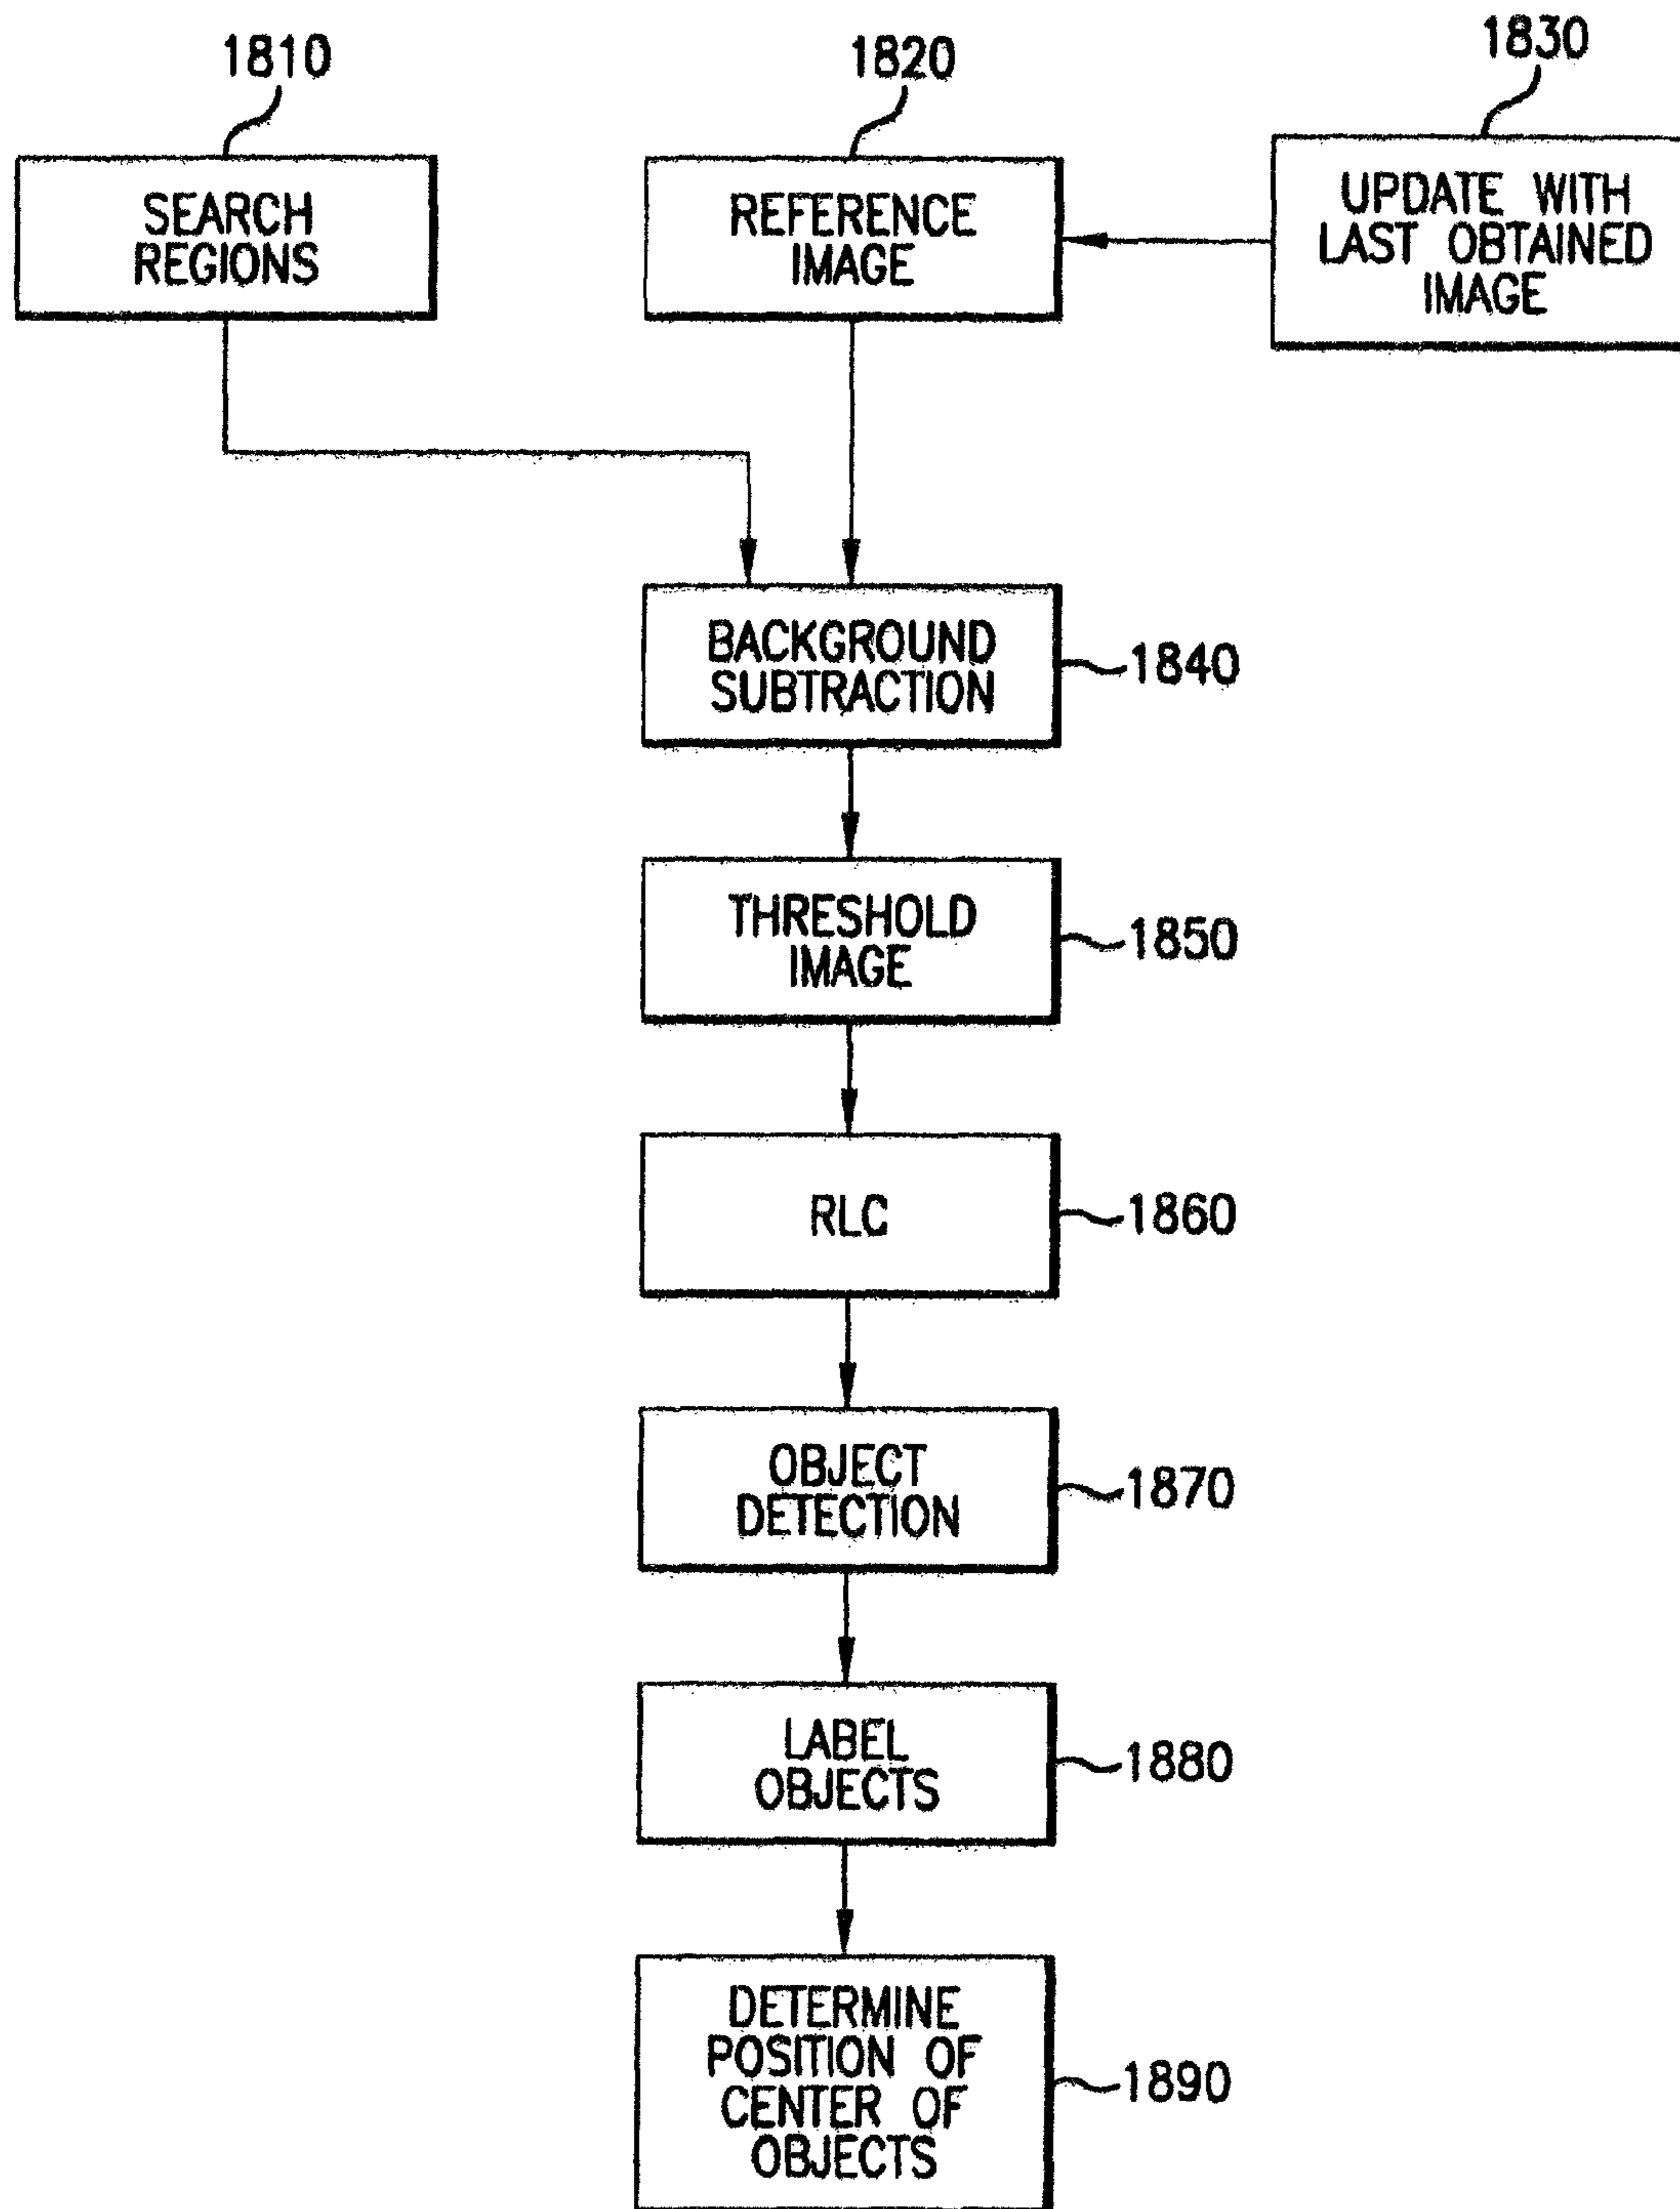 1810
1820
1830
SEARCH
REGIONS
REFERENCE
IMAGE
UPDATE WITH
LAST OBTAINED
IMAGE
BACKGROUND
SUBTRACTION
1840
THRESHOLD
IMAGE
1850
RLC
1860
OBJECT
DETECTION
1870
LABEL
OBJECTS
1880
DETERMINE
POSITION OF
CENTER OF
OBJECTS
1890